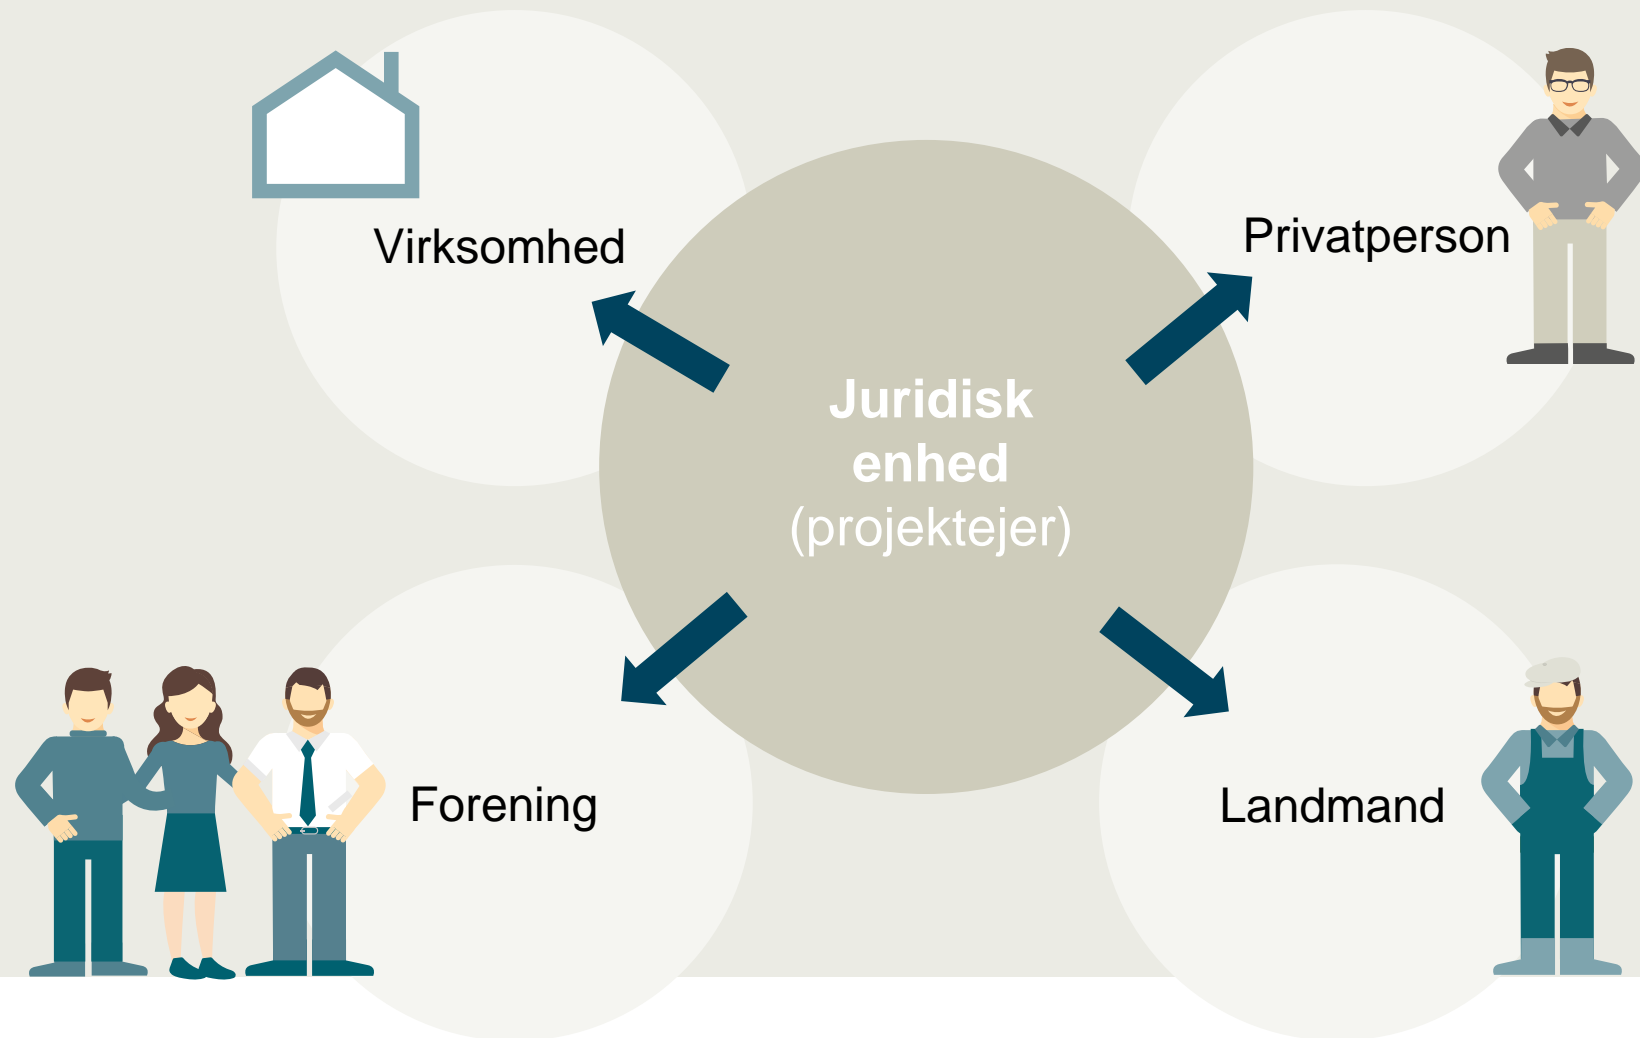 Virksomhed
Privatperson
Juridisk
enhed
(projektejer)
Forening
Landmand